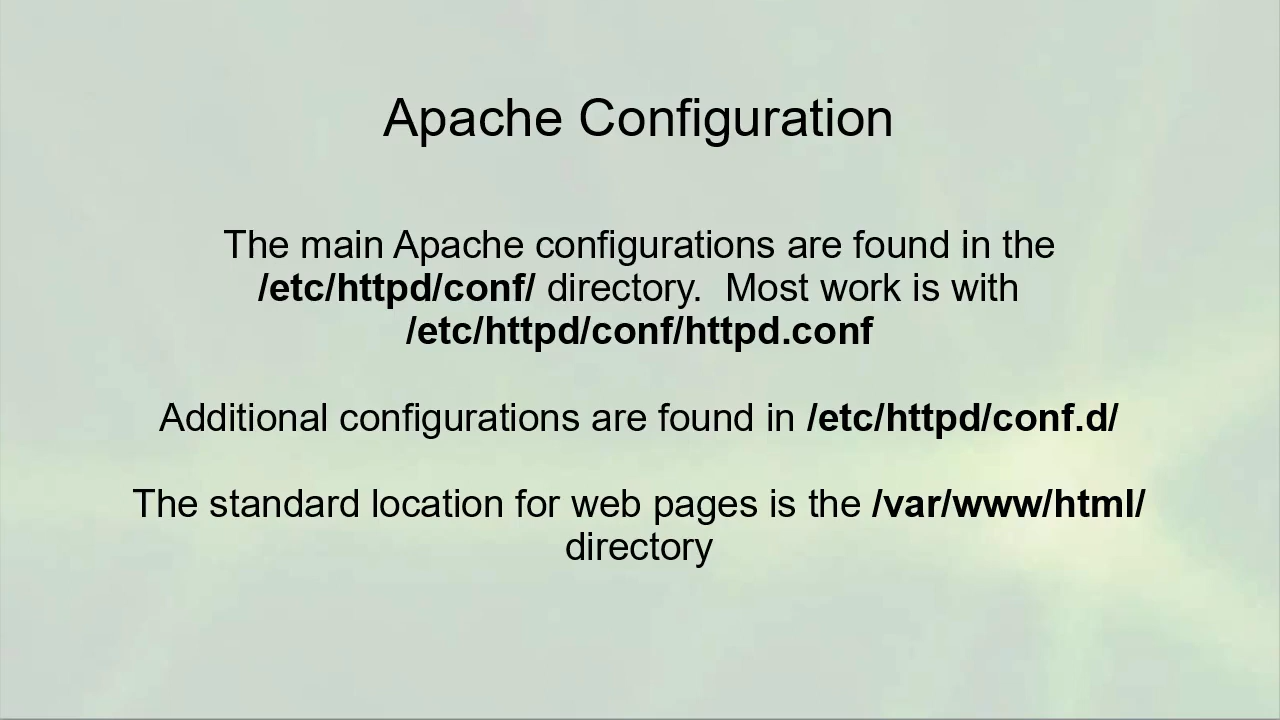 Apache Configuration
The main Apache configurations are found in the
/etc/httpd/conf/ directory.  Most work is with
/etc/httpd/conf/httpd.conf
Additional configurations are found in /etc/httpd/conf.d/
The standard location for web pages is the /var/www/html/
directory